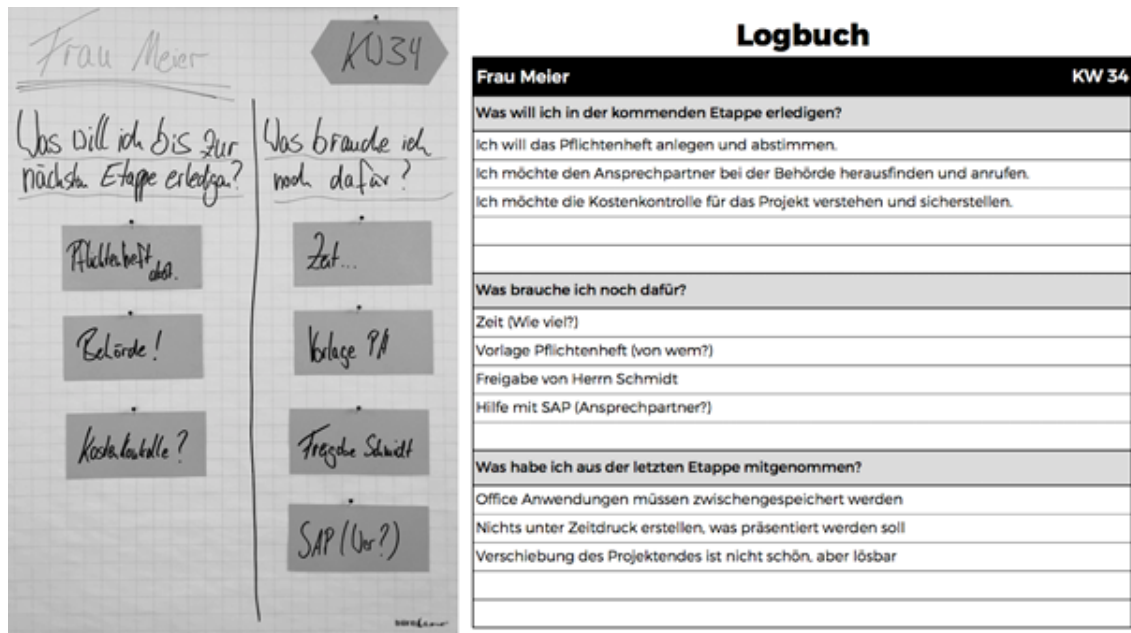 Frau Meier
KW34
Was will ich bis zur
nächsten Etappe erledigen?
Pflichtenheft
abst.
Behörde!
Kostenkontrolle?
Was brauche ich
noch dafür?
Zeit...
Vorlage PH
Freigabe Schmidt
SAP (Wer?)
Logbuch
Frau Meier KW 34
Was will ich in der kommenden Etappe erledigen?
Ich will das Pflichtenheft anlegen und abstimmen.
Ich möchte den Ansprechpartner bei der Behörde herausfinden und anrufen.
Ich möchte die Kostenkontrolle für das Projekt verstehen und sicherstellen.
Was brauche ich noch dafür?
Zeit (Wie viel?)
Vorlage Pflichtenheft (von wem?)
Freigabe von Herrn Schmidt
Hilfe mit SAP (Ansprechpartner?)
Was habe ich aus der letzten Etappe mitgenommen?
Office Anwendungen müssen zwischengespeichert werden
Nichts unter Zeitdruck erstellen, was präsentiert werden soll
Verschiebung des Projektendes ist nicht schön, aber lösbar